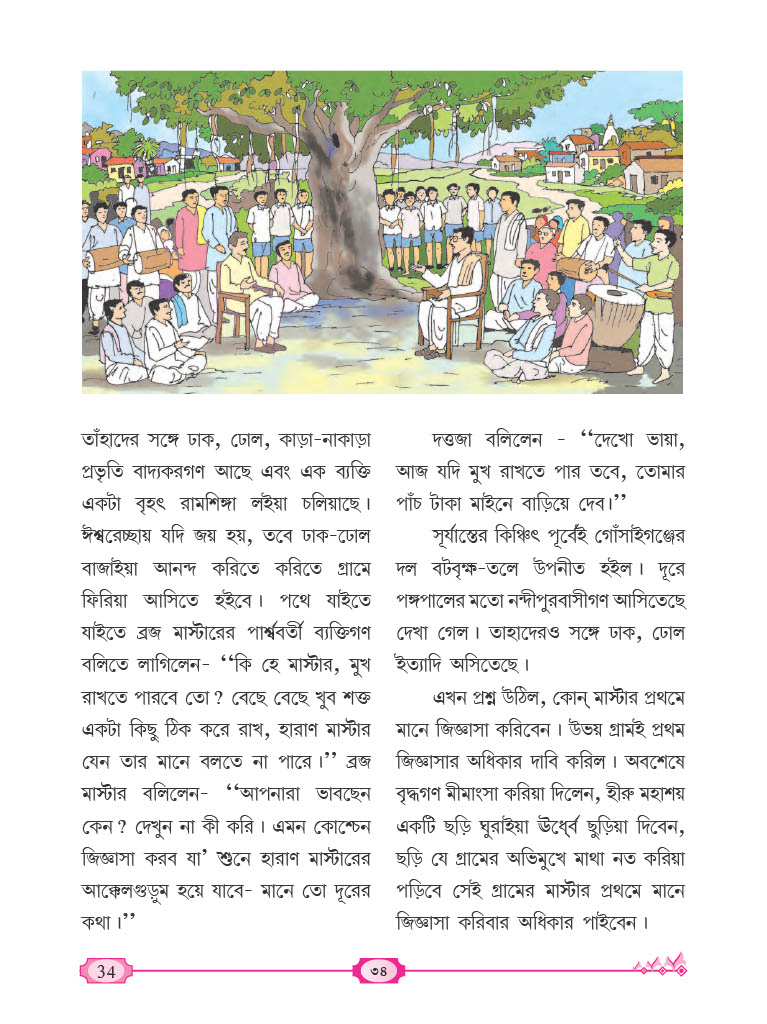 তাঁহাদের সঙ্গে ঢাক, ঢোল, কাড়া-নাকাড়া
প্রভৃতি বাদ্যকরগণ আছে এবং এক ব্যক্তি
একটা বৃহৎ রামশিঙ্গা লইয়া চলিয়াছে।
ঈশ্বরেচ্ছায় যদি জয় হয়, তবে ঢাক-ঢোল
বাজাইয়া আনন্দ করিতে করিতে গ্রামে
ফিরিয়া আসিতে হইবে। পথে যাইতে
যাইতে ব্রজ মাস্টারের পার্শ্ববর্তী ব্যক্তিগণ
বলিতে লাগিলেন- ‘‘কি হে মাস্টার, মুখ
রাখতে পারবে তো? বেছে বেছে খুব শক্ত
একটা কিছু ঠিক করে রাখ, হারাণ মাস্টার
যেন তার মানে বলতে না পারে।’’ ব্রজ
মাস্টার বলিলেন- ‘‘আপনারা ভাবছেন
কেন? দেখুন না কী করি। এমন কোশ্চেন
জিজ্ঞাসা করব যা’ শুনে হারাণ মাস্টারের
আক্কেলগুড়ুম হয়ে যাবে- মানে তো দূরের
কথা।’’
দত্তজা বলিলেন - ‘‘দেখো ভায়া,
আজ যদি মুখ রাখতে পার তবে, তোমার
পাঁচ টাকা মাইনে বাড়িয়ে দেব।’’
সূর্যাস্তের কিঞ্চিৎ পূর্বেই গোঁসাইগঞ্জের
দল বটবৃক্ষ-তলে উপনীত হইল। দূরে
পঙ্গপালের মতো নন্দীপুরবাসীগণ আসিতেছে
দেখা গেল। তাহাদেরও সঙ্গে ঢাক, ঢোল
ইত্যাদি অসিতেছে।
এখন প্রশ্ন উঠিল, কোন্ মাস্টার প্রথমে
মানে জিজ্ঞাসা করিবেন। উভয় গ্রামই প্রথম
জিজ্ঞাসার অধিকার দাবি করিল। অবশেষে
বৃদ্ধগণ মীমাংসা করিয়া দিলেন, হীরু মহাশয়
একটি ছড়ি ঘুরাইয়া ঊর্ধ্বে ছুড়িয়া দিবেন,
ছড়ি যে গ্রামের অভিমুখে মাথা নত করিয়া
পড়িবে সেই গ্রামের মাস্টার প্রথমে মানে
জিজ্ঞাসা করিবার অধিকার পাইবেন।
34
৩৪